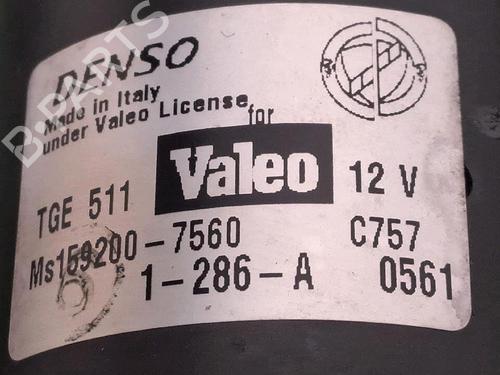 DENSO
Made in Italy
under Valeo License for
Valeo
12 V
TGE 511
Ms159200-7560
C757
1-286-A
0561
B-PARTS